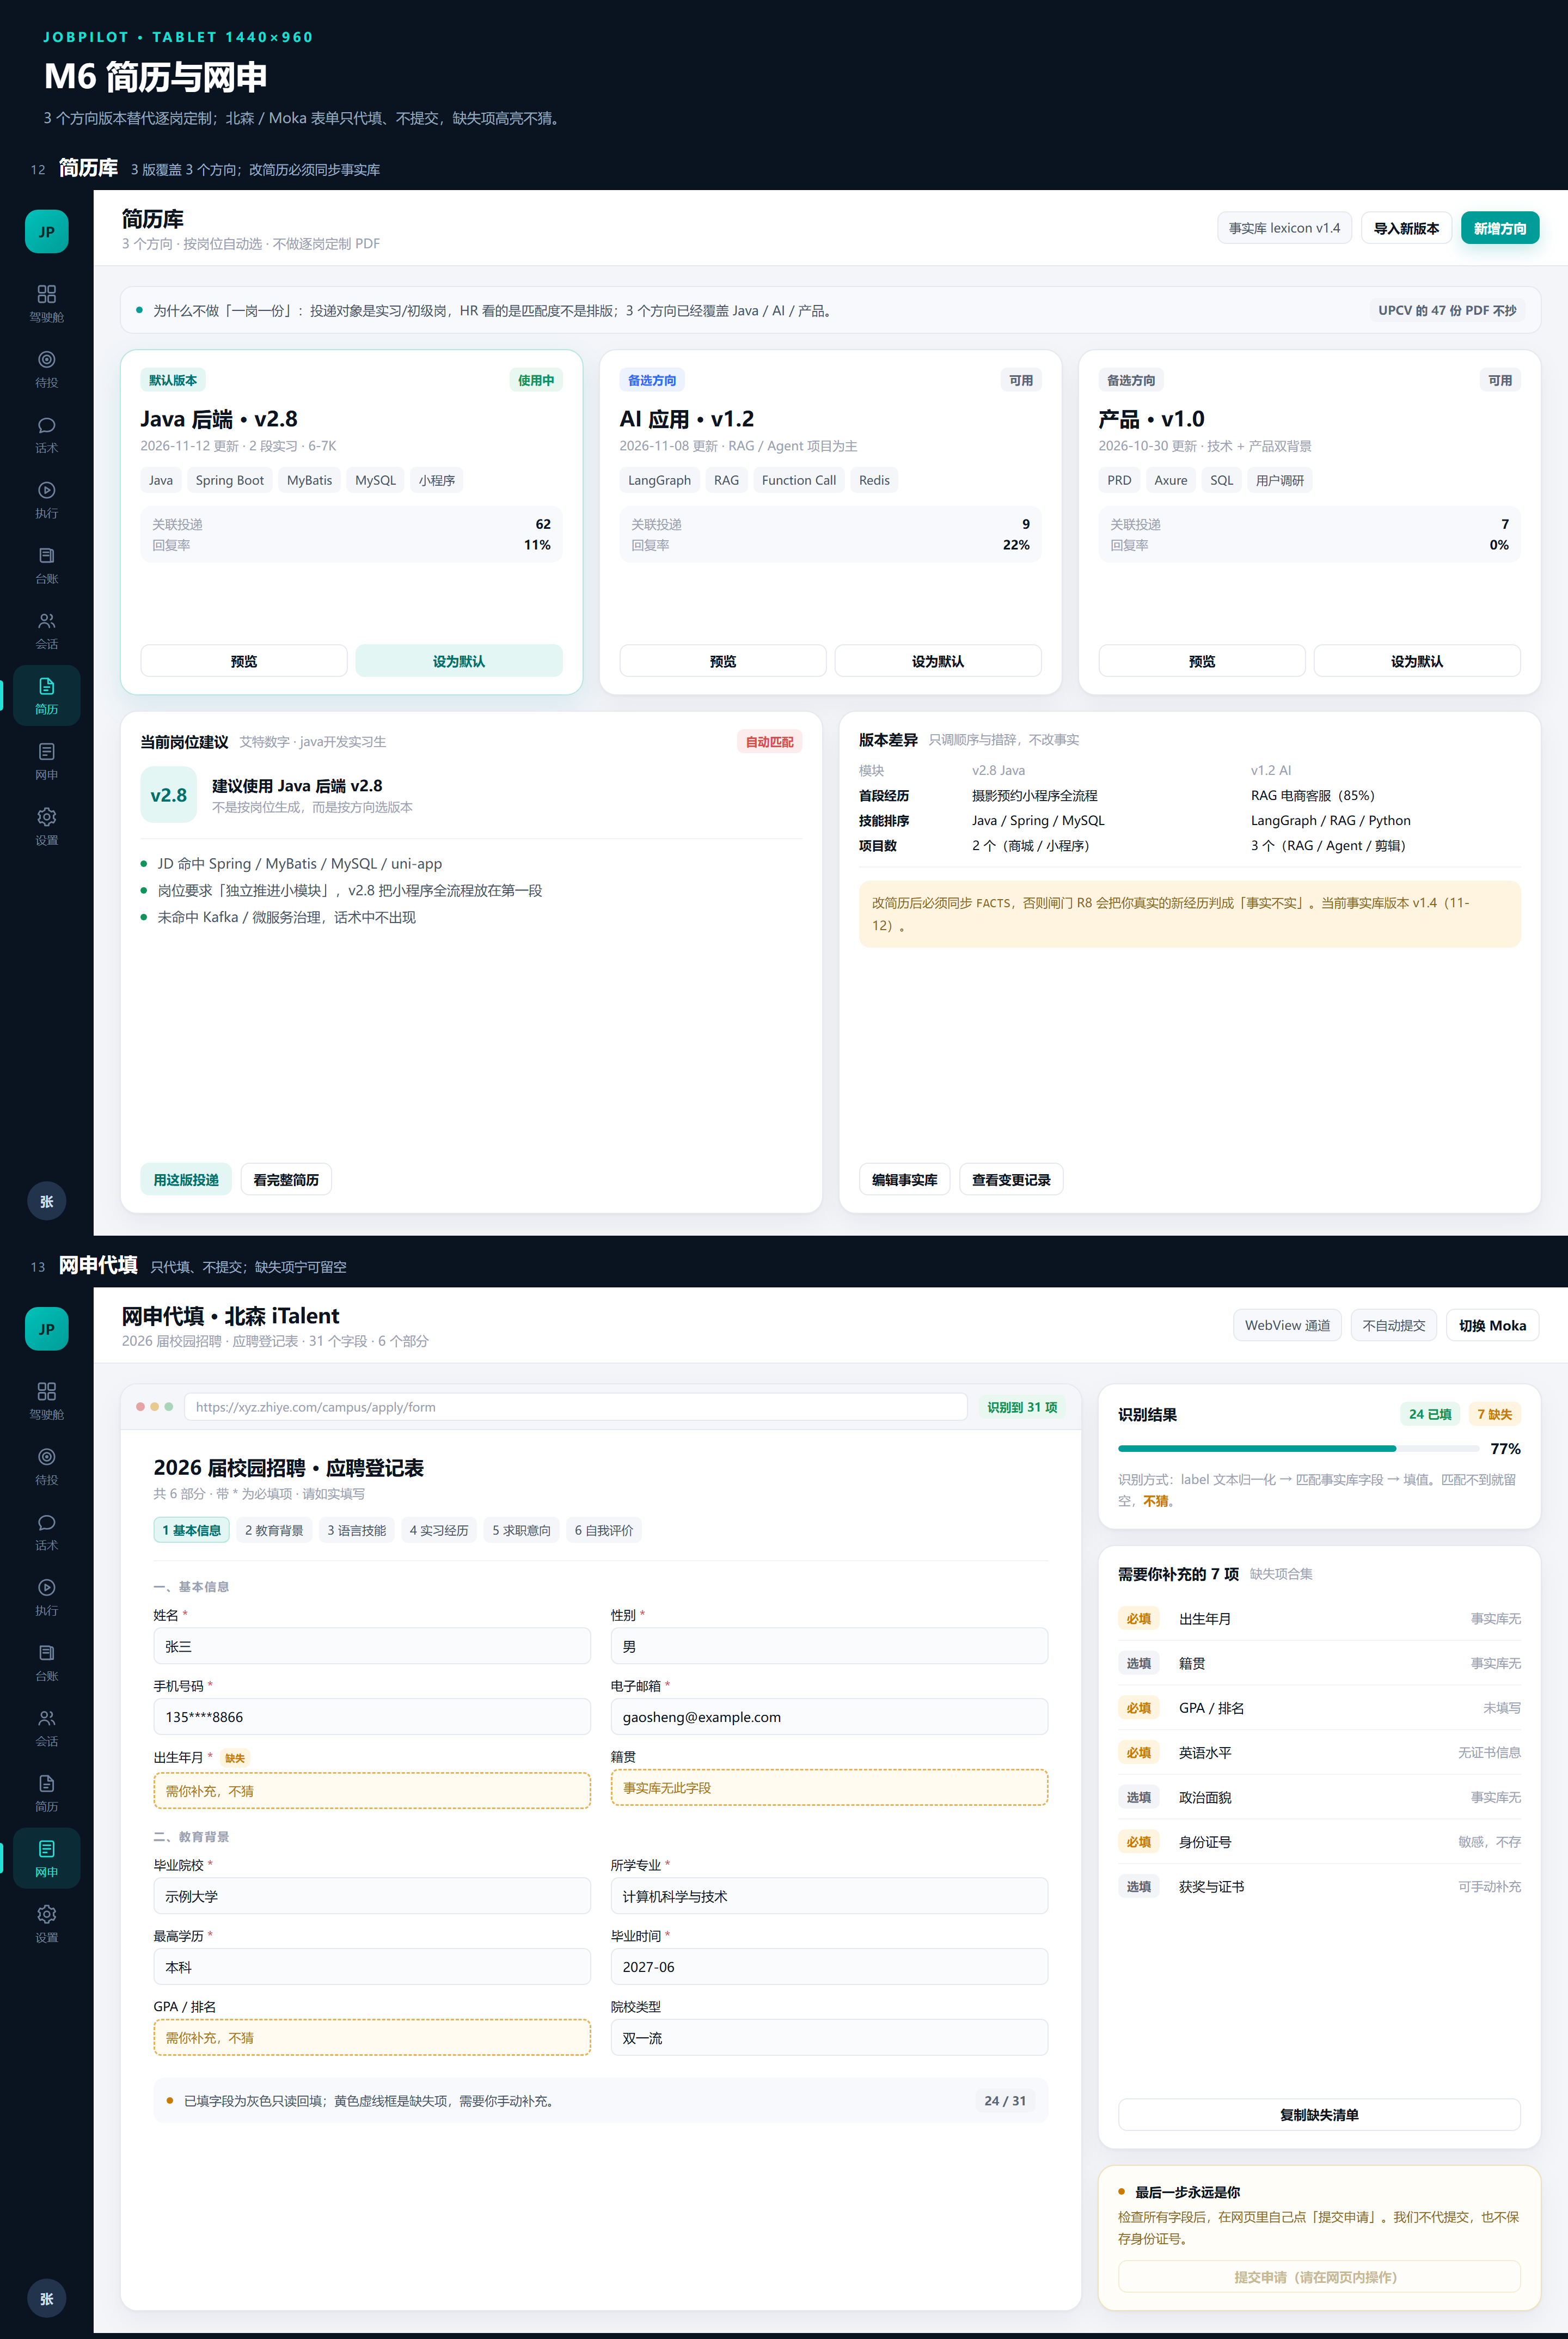 JOBPILOT • TABLET 1440×960
M6 简历与网申
3 个方向版本替代逐岗定制；北森 / Moka 表单只代填、不提交，缺失项高亮不猜。
12 简历库 3 版覆盖 3 个方向；改简历必须同步事实库
JP
驾驶舱
待投
话术
执行
台账
会话
简历
网申
设置
张
简历库
3 个方向 · 按岗位自动选 · 不做逐岗定制 PDF
事实库 lexicon v1.4
导入新版本
新增方向
为什么不做「一岗一份」：投递对象是实习/初级岗，HR 看的是匹配度不是排版；3 个方向已经覆盖 Java / AI / 产品。
UPCV 的 47 份 PDF 不抄
默认版本 使用中
Java 后端 • v2.8
2026-11-12 更新 · 2 段实习 · 6-7K
Java Spring Boot MyBatis MySQL 小程序
关联投递 62
回复率 11%
预览 设为默认
备选方向 可用
AI 应用 • v1.2
2026-11-08 更新 · RAG / Agent 项目为主
LangGraph RAG Function Call Redis
关联投递 9
回复率 22%
预览 设为默认
备选方向 可用
产品 • v1.0
2026-10-30 更新 · 技术 + 产品双背景
PRD Axure SQL 用户调研
关联投递 7
回复率 0%
预览 设为默认
当前岗位建议 艾特数字 · java开发实习生 自动匹配
v2.8
建议使用 Java 后端 v2.8
不是按岗位生成，而是按方向选版本
JD 命中 Spring / MyBatis / MySQL / uni-app
岗位要求「独立推进小模块」，v2.8 把小程序全流程放在第一段
未命中 Kafka / 微服务治理，话术中不出现
用这版投递 看完整简历
版本差异 只调顺序与措辞，不改事实
模块 v2.8 Java v1.2 AI
首段经历 摄影预约小程序全流程 RAG 电商客服（85%）
技能排序 Java / Spring / MySQL LangGraph / RAG / Python
项目数 2 个（商城 / 小程序） 3 个（RAG / Agent / 剪辑）
改简历后必须同步 FACTS，否则闸门 R8 会把你真实的新经历判成「事实不实」。当前事实库版本 v1.4（11-
12）。
编辑事实库 查看变更记录
13 网申代填 只代填、不提交；缺失项宁可留空
JP
驾驶舱
待投
话术
执行
台账
会话
简历
网申
设置
张
网申代填 • 北森 iTalent
2026 届校园招聘 · 应聘登记表 · 31 个字段 · 6 个部分
WebView 通道
不自动提交
切换 Moka
https://xyz.zhiye.com/campus/apply/form
识别到 31 项
2026 届校园招聘 • 应聘登记表
共 6 部分 · 带 * 为必填项 · 请如实填写
1 基本信息 2 教育背景 3 语言技能 4 实习经历 5 求职意向 6 自我评价
一、基本信息
姓名 * 性别 *
张三 男
手机号码 * 电子邮箱 *
135****8866 gaosheng@example.com
出生年月 * 缺失 籍贯
需你补充，不猜 事实库无此字段
二、教育背景
毕业院校 * 所学专业 *
示例大学 计算机科学与技术
最高学历 * 毕业时间 *
本科 2027-06
GPA / 排名 院校类型
需你补充，不猜 双一流
已填字段为灰色只读回填；黄色虚线框是缺失项，需要你手动补充。 24 / 31
识别结果 24 已填 7 缺失
77%
识别方式：label 文本归一化 → 匹配事实库字段 → 填值。匹配不到就留
空，不猜。
需要你补充的 7 项 缺失项合集
必填 出生年月 事实库无
选填 籍贯 事实库无
必填 GPA / 排名 未填写
必填 英语水平 无证书信息
选填 政治面貌 事实库无
必填 身份证号 敏感，不存
选填 获奖与证书 可手动补充
复制缺失清单
最后一步永远是你
检查所有字段后，在网页里自己点「提交申请」。我们不代提交，也不保
存身份证号。
提交申请（请在网页内操作）